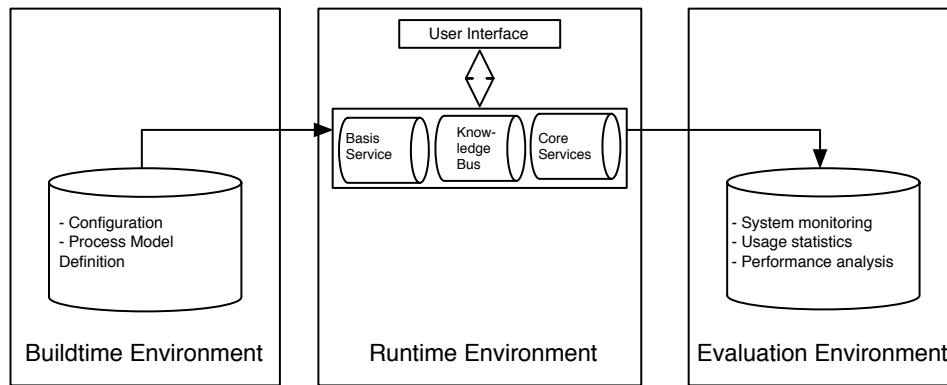 User Interface
Basis
Service
Know-
ledge
Bus
Core
Services
- Configuration
- Process Model
Definition
- System monitoring
- Usage statistics
- Performance analysis
Buildtime Environment
Runtime Environment
Evaluation Environment